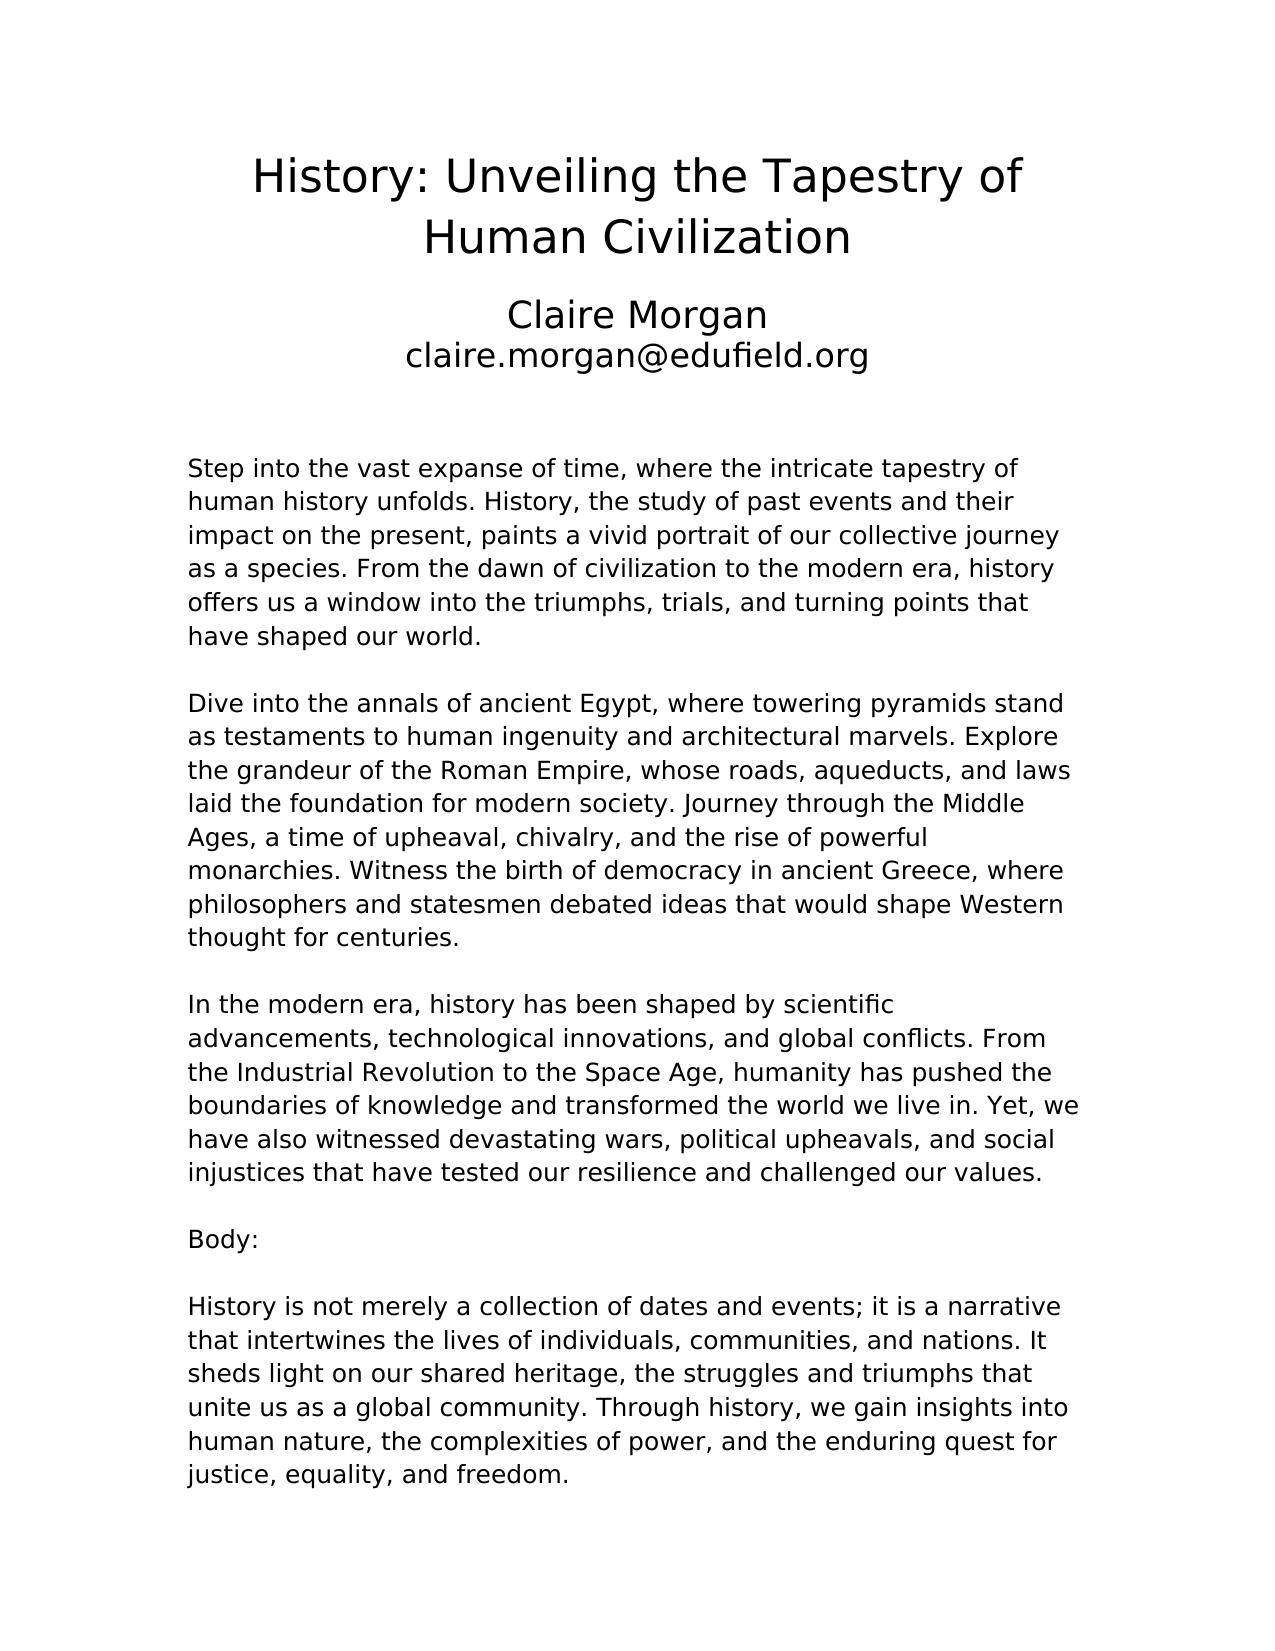 History: Unveiling the Tapestry of
Human Civilization
Claire Morgan
claire.morgan@edufield.org
Step into the vast expanse of time, where the intricate tapestry of
human history unfolds. History, the study of past events and their
impact on the present, paints a vivid portrait of our collective journey
as a species. From the dawn of civilization to the modern era, history
offers us a window into the triumphs, trials, and turning points that
have shaped our world.
Dive into the annals of ancient Egypt, where towering pyramids stand
as testaments to human ingenuity and architectural marvels. Explore
the grandeur of the Roman Empire, whose roads, aqueducts, and laws
laid the foundation for modern society. Journey through the Middle
Ages, a time of upheaval, chivalry, and the rise of powerful
monarchies. Witness the birth of democracy in ancient Greece, where
philosophers and statesmen debated ideas that would shape Western
thought for centuries.
In the modern era, history has been shaped by scientific
advancements, technological innovations, and global conflicts. From
the Industrial Revolution to the Space Age, humanity has pushed the
boundaries of knowledge and transformed the world we live in. Yet, we
have also witnessed devastating wars, political upheavals, and social
injustices that have tested our resilience and challenged our values.
Body:
History is not merely a collection of dates and events; it is a narrative
that intertwines the lives of individuals, communities, and nations. It
sheds light on our shared heritage, the struggles and triumphs that
unite us as a global community. Through history, we gain insights into
human nature, the complexities of power, and the enduring quest for
justice, equality, and freedom.